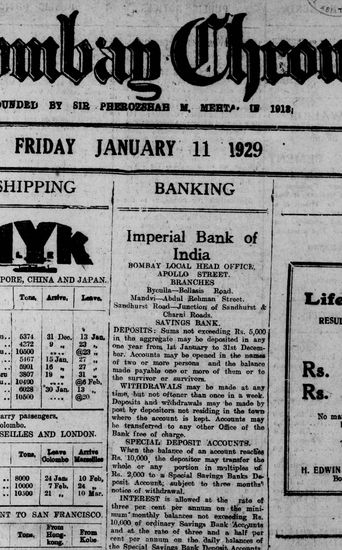 Bombay Chron
OUNDED BY SIR PHEROZSHAH M. MEHTA IN 1913.
FRIDAY JANUARY 11 1929
SHIPPING
NYK
LINE
PORE, CHINA AND JAPAN.
Tons. Arrive. Leave.
5374 31 Dec. 13 Jan.
4272 9 „ 23 „
10500 .... @23 „
5467 15 Jan. 27 „
5991 16 „ 27 „
3807 19 „ 31 „
10420 .... @6 Feb.
6028 30 Jan. 13 „
10500 .... @20 „
arry passengers.
olombo.
SEILLES AND LONDON.
Tons. Leave Colombo Arrive Marseilles
8000 24 Jan 10 Feb,
10000 7 Feb. 24 „
10500 21 „ 10 Mar.
NT TO SAN FRANCISCO.
Tons. From Hong-kong. From Kobe
BANKING
Imperial Bank of
India
BOMBAY LOCAL HEAD OFFICE,
APOLLO STREET.
BRANCHES
Byculla—Bellasis Road.
Mandvi—Abdul Rehman Street.
Sandhurst Road—Junction of Sandhurst &
Charni Roads.
SAVINGS BANK.
DEPOSITS: Sums not exceeding Rs. 5,000
in the aggregate may be deposited in any
one year from 1st January to 31st Decem-
ber. Accounts may be opened in the names
of two or more persons and the balance
made payable one or more of them or to
the survivor or survivors.
WITHDRAWALS may be made at any
time, but not oftener than once in a week.
Deposits and withdrawals may be made by
post by depositors not residing in the town
where the account is kept. Accounts may
be transferred to any other Office of the
Bank free of charge.
SPECIAL DEPOSIT ACCOUNTS.
When the balance of an account reaches
Rs. 10,000, the depositor may transfer the
whole or any portion in multiples of
Rs. 2,000 to a Special Savings Banks De-
posit Account; subject to three months'
notice of withdrawal.
INTEREST is allowed at the rate of
three per cent per annum on the mini-
mum monthly balances not exceeding Rs.
10,000 of ordinary Savings Bank Accounts
and at the rate of three and a half per
cent per annum on the daily balances of
the Special Savings Bank Deposit Accounts
Life
Rs.
Rs.
No ma
H. EDWIN
Bo